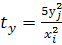 t_y = 5y_j^2 / x_i^2